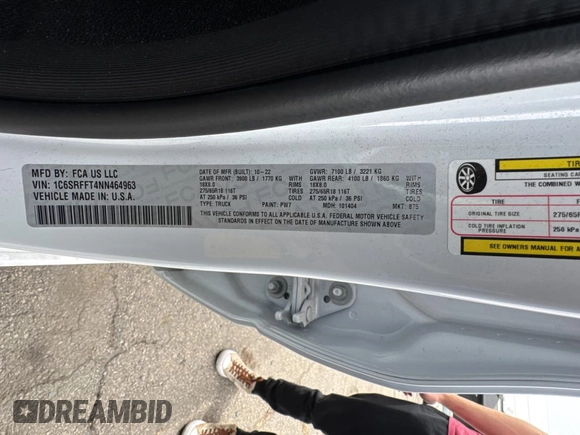 MFD BY: FCA US LLC
VIN: 1C6SRFFT4NN464963
VEHICLE MADE IN: U.S.A.
DATE OF MFR (BUILT): 10-22
GAWR FRONT: 3900 LB / 1770 KG WITH
18X8.0 RIMS
275/65R18 116T TIRES
AT 250 kPa / 36 PSI COLD
TYPE: TRUCK PAINT: PW7
GVWR: 7100 LB / 3221 KG
GAWR REAR: 4100 LB / 1860 KG WITH
18X8.0 RIMS
275/65R18 116T TIRES
AT 250 kPa / 36 PSI COLD
MDH: 101404 MKT: BTS
THIS VEHICLE CONFORMS TO ALL APPLICABLE U.S.A. FEDERAL MOTOR VEHICLE SAFETY
STANDARDS IN EFFECT ON THE DATE OF MANUFACTURE SHOWN ABOVE
TIR
SEATING CA
THE COMBINED W
TIRE F
ORIGINAL TIRE SIZE 275/65R
COLD TIRE INFLATION
PRESSURE 250 kPa
SEE OWNERS MANUAL FOR A
DREAMBID